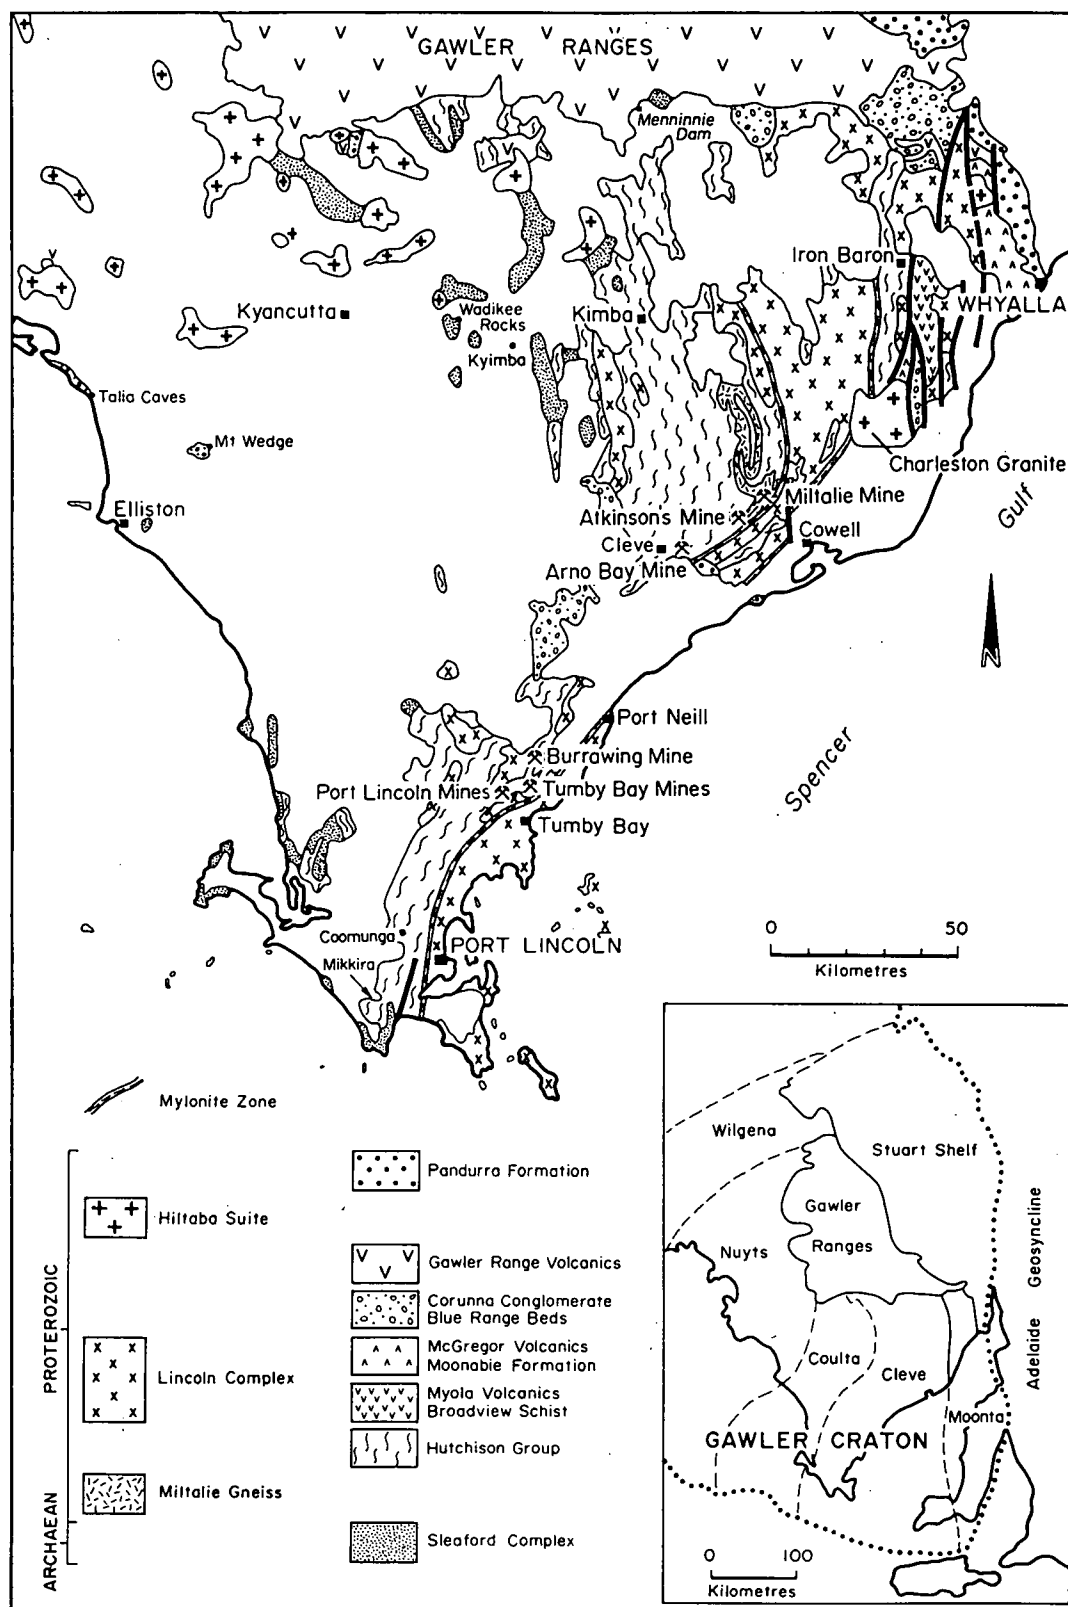 GAWLER RANGES
Menninnie
Dam
Iron Baron
WHYALLA
Kyancutta
Wadikee
Rocks
Kimba
Kyimba
Talia Caves
Mt Wedge
Charleston Granite
Elliston
Miltalie Mine
Atkinson's Mine
Cowell
Cleve
Arno Bay Mine
Gulf
N
Port Neill
Spencer
Burrawing Mine
Port Lincoln Mines
Tumby Bay Mines
Tumby Bay
Coomunga
PORT LINCOLN
Mikkira
0 50
Kilometres
Mylonite Zone
PROTEROZOIC
ARCHAEAN
Hiltaba Suite
Lincoln Complex
Miltalie Gneiss
Pandurra Formation
Gawler Range Volcanics
Corunna Conglomerate
Blue Range Beds
McGregor Volcanics
Moonabie Formation
Myola Volcanics
Broadview Schist
Hutchison Group
Sleaford Complex
Wilgena
Stuart Shelf
Gawler
Ranges
Nuyts
Adelaide Geosyncline
Coulta
Cleve
Moonta
GAWLER CRATON
0 100
Kilometres